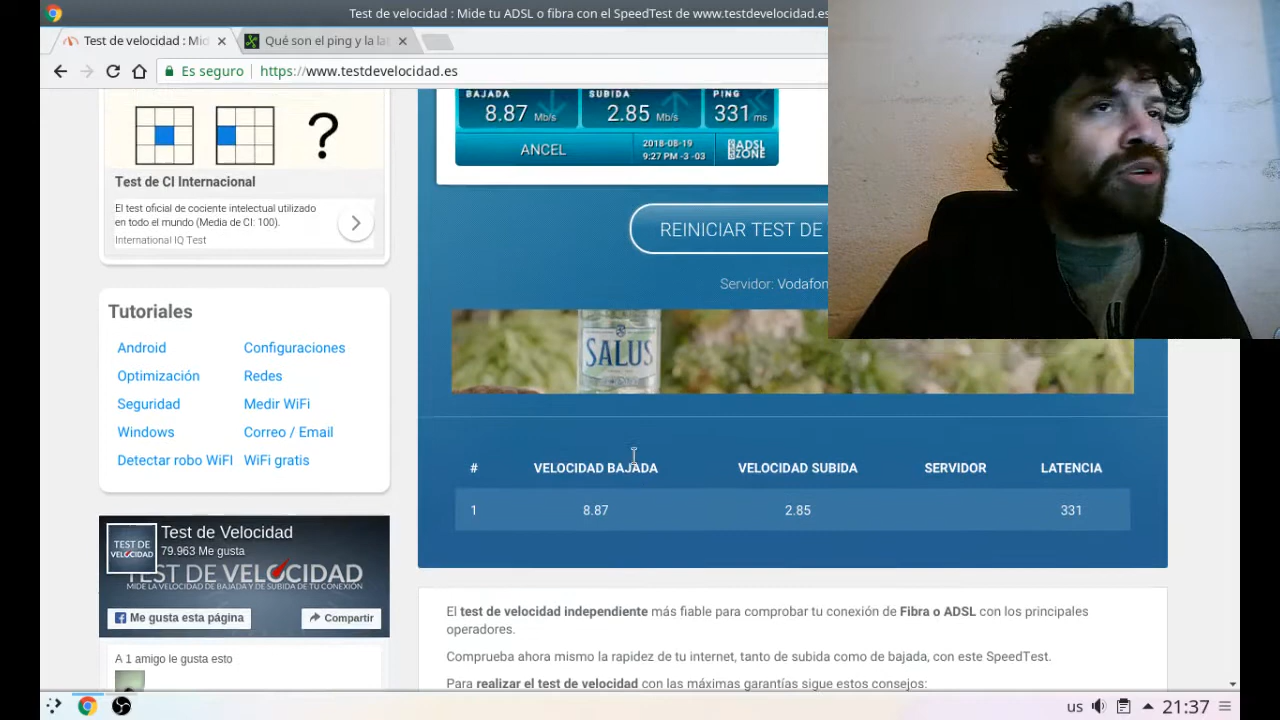 Test de velocidad : Mide tu ADSL o fibra con el SpeedTest de www.testdevelocidad.es
Test de velocidad : Mid
Qué son el ping y la la
Es seguro
https://www.testdevelocidad.es
?
Test de CI Internacional
El test oficial de cociente intelectual utilizado
en todo el mundo (Media de CI: 100).
International IQ Test
Tutoriales
Android
Configuraciones
Optimización
Redes
Seguridad
Medir WiFi
Windows
Correo / Email
Detectar robo WiFI
WiFi gratis
TEST DE VELOCIDAD
Test de Velocidad
79.963 Me gusta
TEST DE VELOCIDAD
MIDE LA VELOCIDAD DE BAJADA Y DE SUBIDA DE TU CONEXIÓN
Me gusta esta página
Compartir
A 1 amigo le gusta esto
BAJADA
SUBIDA
PING
8.87 Mb/s
2.85 Mb/s
331 ms
ANCEL
2018-08-19
9:27 PM -3 -03
ADSL
ZONE
REINICIAR TEST DE
Servidor: Vodafon
SALUS
# VELOCIDAD BAJADA VELOCIDAD SUBIDA SERVIDOR LATENCIA
1 8.87 2.85 331
El test de velocidad independiente más fiable para comprobar tu conexión de Fibra o ADSL con los principales
operadores.
Comprueba ahora mismo la rapidez de tu internet, tanto de subida como de bajada, con este SpeedTest.
Para realizar el test de velocidad con las máximas garantías sigue estos consejos:
us
21:37